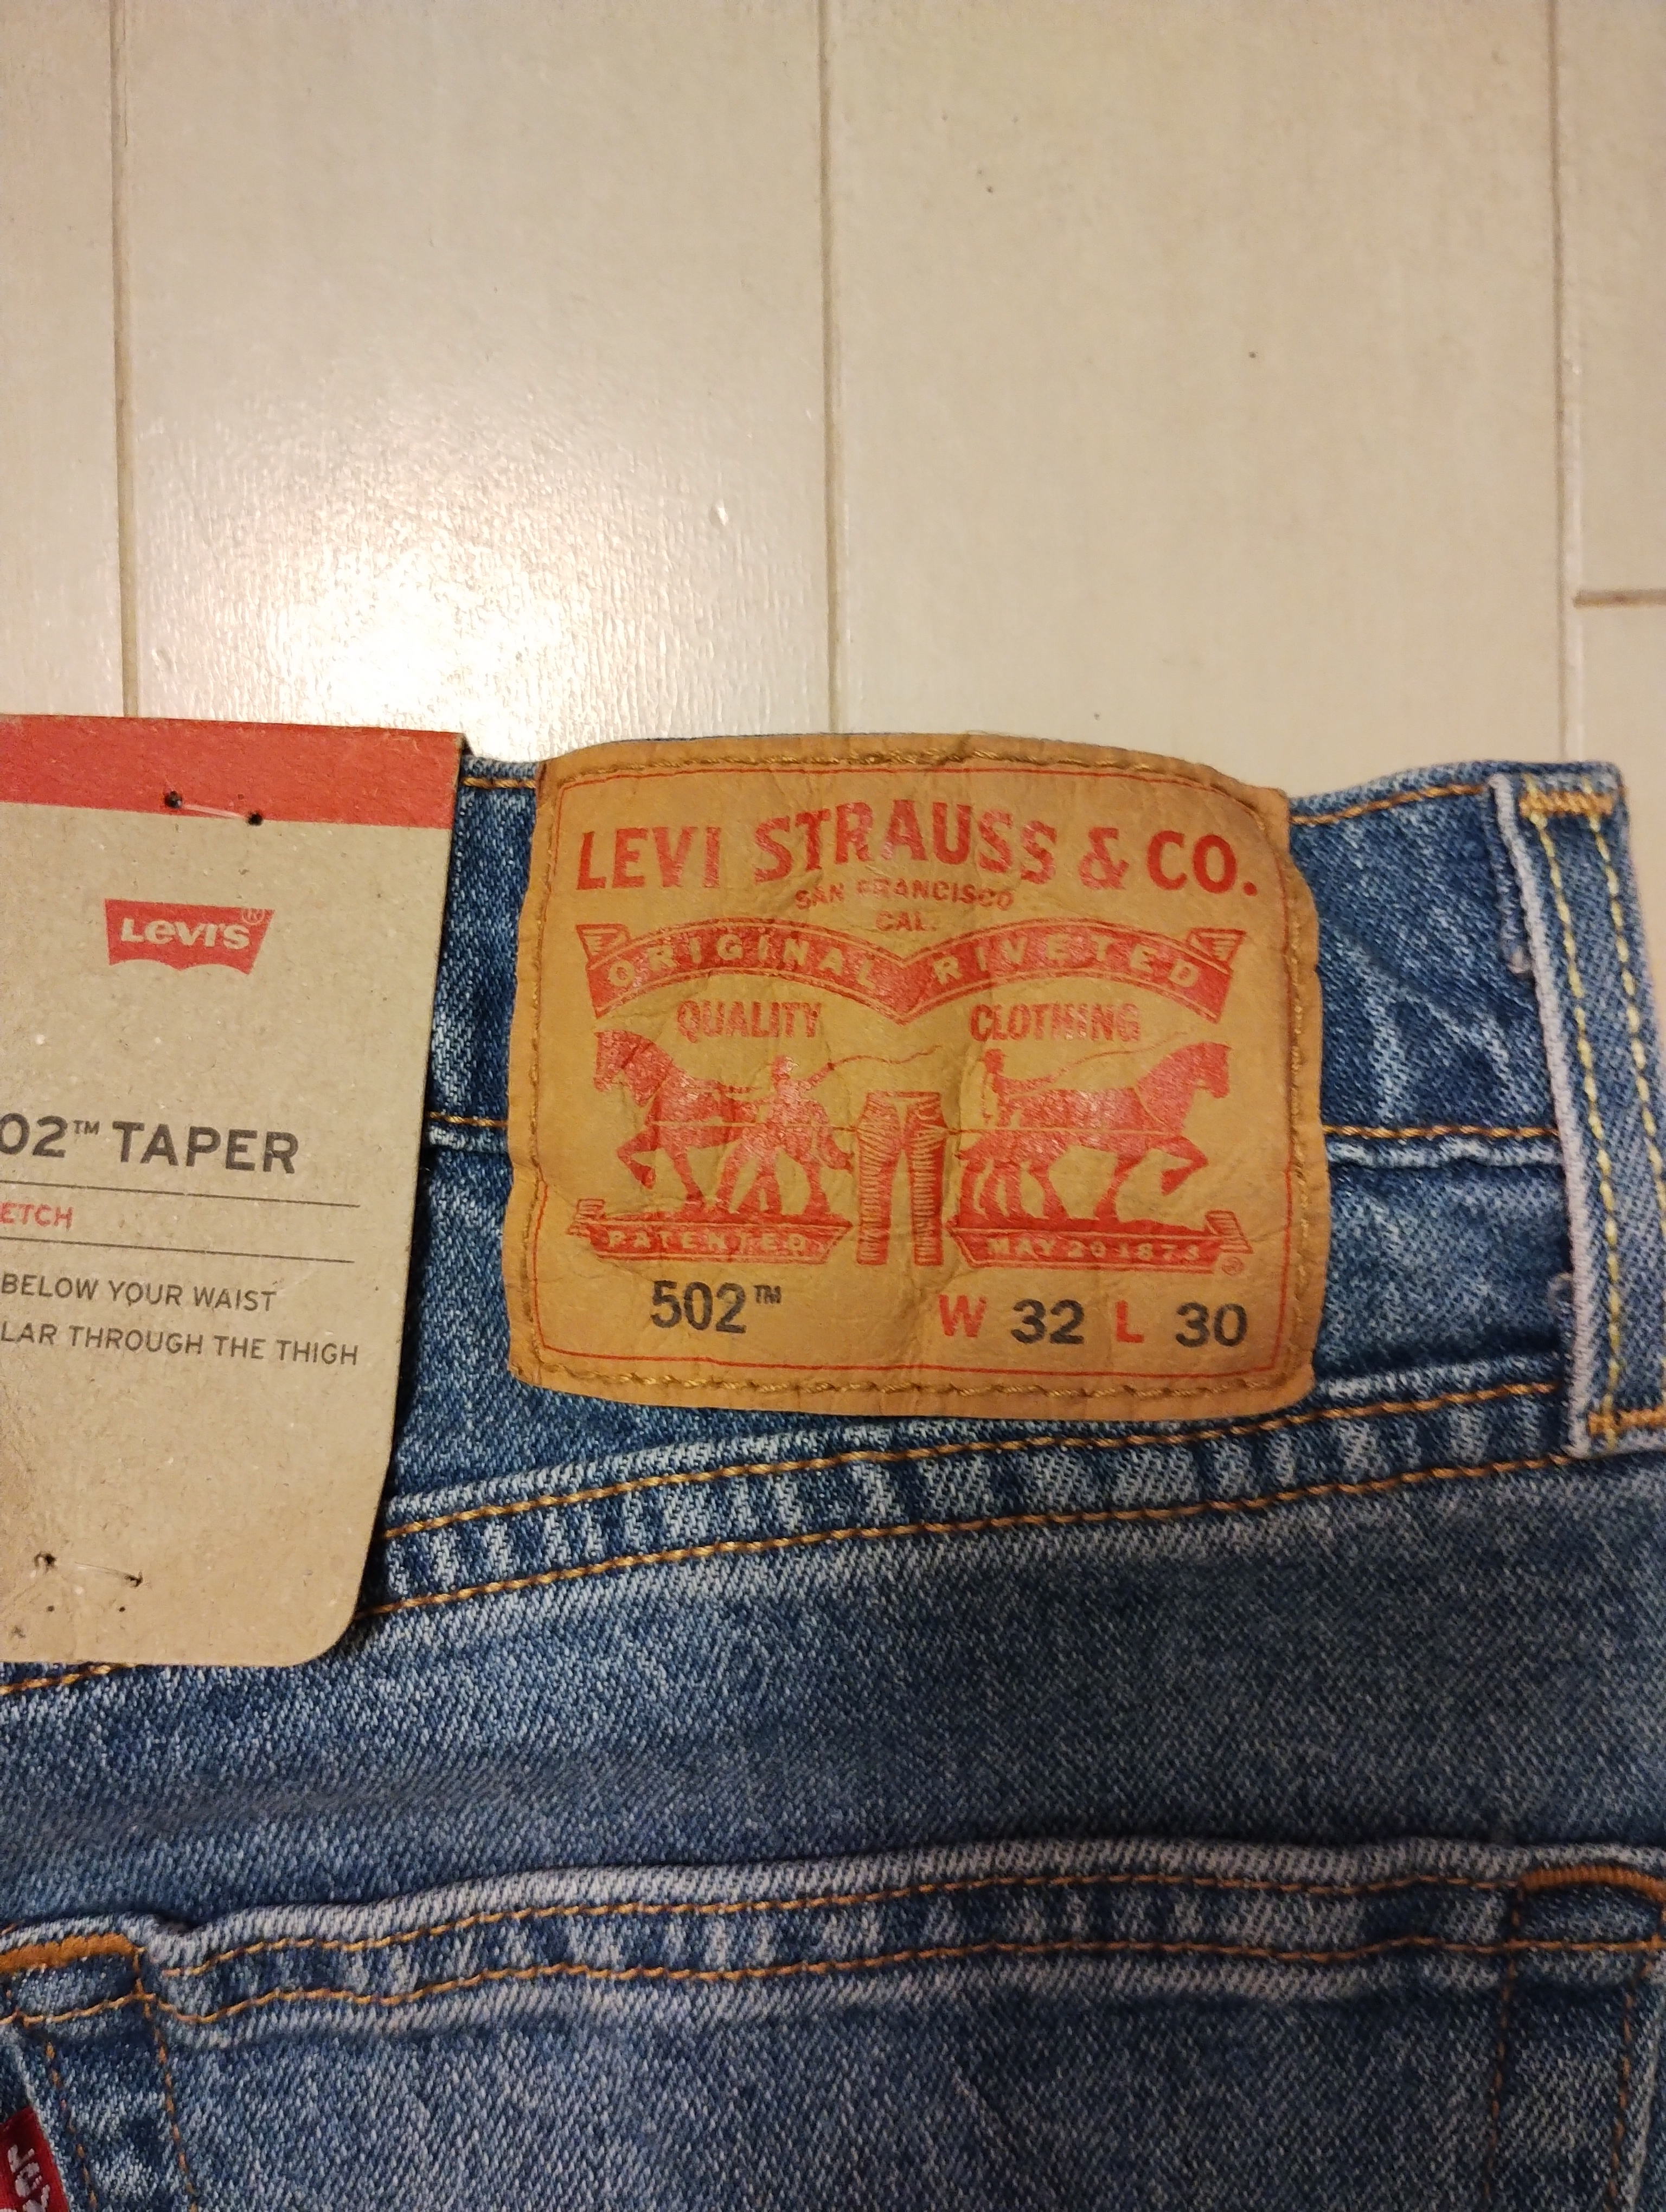 LEVI'S®
02™ TAPER
ETCH
BELOW YOUR WAIST
LAR THROUGH THE THIGH
LEVI STRAUSS & CO.
SAN FRANCISCO
CAL.
ORIGINAL RIVETED
QUALITY CLOTHING
PATENTED MAY 20 1873
®
502™ W 32 L 30